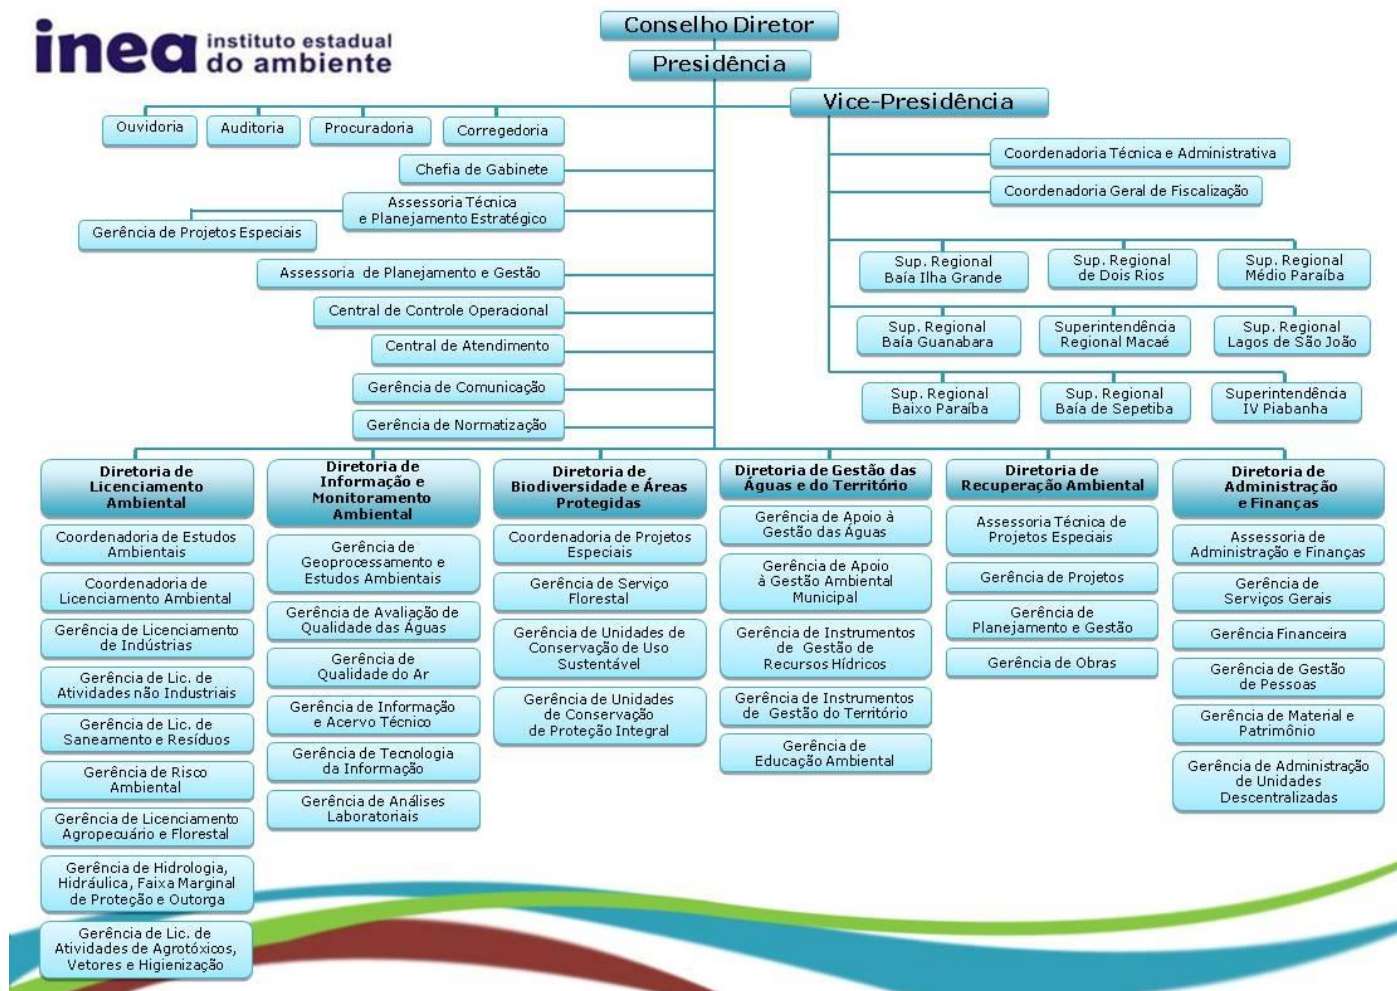 inea instituto estadual
do ambiente
Conselho Diretor
Presidência
Vice-Presidência
Ouvidoria
Auditoria
Procuradoria
Corregedoria
Chefia de Gabinete
Assessoria Técnica
e Planejamento Estratégico
Gerência de Projetos Especiais
Assessoria de Planejamento e Gestão
Central de Controle Operacional
Central de Atendimento
Gerência de Comunicação
Gerência de Normatização
Coordenadoria Técnica e Administrativa
Coordenadoria Geral de Fiscalização
Sup. Regional
Baía Ilha Grande
Sup. Regional
de Dois Rios
Sup. Regional
Médio Paraíba
Sup. Regional
Baía Guanabara
Superintendência
Regional Macaé
Sup. Regional
Lagos de São João
Sup. Regional
Baixo Paraíba
Sup. Regional
Baía de Sepetiba
Superintendência
IV Piabanha
Diretoria de
Licenciamento
Ambiental
Coordenadoria de Estudos
Ambientais
Coordenadoria de
Licenciamento Ambiental
Gerência de Licenciamento
de Indústrias
Gerência de Lic. de
Atividades não Industriais
Gerência de Lic. de
Saneamento e Resíduos
Gerência de Risco
Ambiental
Gerência de Licenciamento
Agropecuário e Florestal
Gerência de Hidrologia,
Hidráulica, Faixa Marginal
de Proteção e Outorga
Gerência de Lic. de
Atividades de Agrotóxicos,
Vetores e Higienização
Diretoria de
Informação e
Monitoramento
Ambiental
Gerência de
Geoprocessamento e
Estudos Ambientais
Gerência de Avaliação de
Qualidade das Águas
Gerência de
Qualidade do Ar
Gerência de Informação
e Acervo Técnico
Gerência de Tecnologia
da Informação
Gerência de Análises
Laboratoriais
Diretoria de
Biodiversidade e Áreas
Protegidas
Coordenadoria de Projetos
Especiais
Gerência de Serviço
Florestal
Gerência de Unidades de
Conservação de Uso
Sustentável
Gerência de Unidades
de Conservação
de Proteção Integral
Diretoria de Gestão das
Águas e do Território
Gerência de Apoio à
Gestão das Águas
Gerência de Apoio
à Gestão Ambiental
Municipal
Gerência de Instrumentos
de Gestão de
Recursos Hídricos
Gerência de Instrumentos
de Gestão do Território
Gerência de
Educação Ambiental
Diretoria de
Recuperação Ambiental
Assessoria Técnica de
Projetos Especiais
Gerência de Projetos
Gerência de
Planejamento e Gestão
Gerência de Obras
Diretoria de
Administração
e Finanças
Assessoria de
Administração e Finanças
Gerência de
Serviços Gerais
Gerência Financeira
Gerência de Gestão
de Pessoas
Gerência de Material e
Patrimônio
Gerência de Administração
de Unidades
Descentralizadas